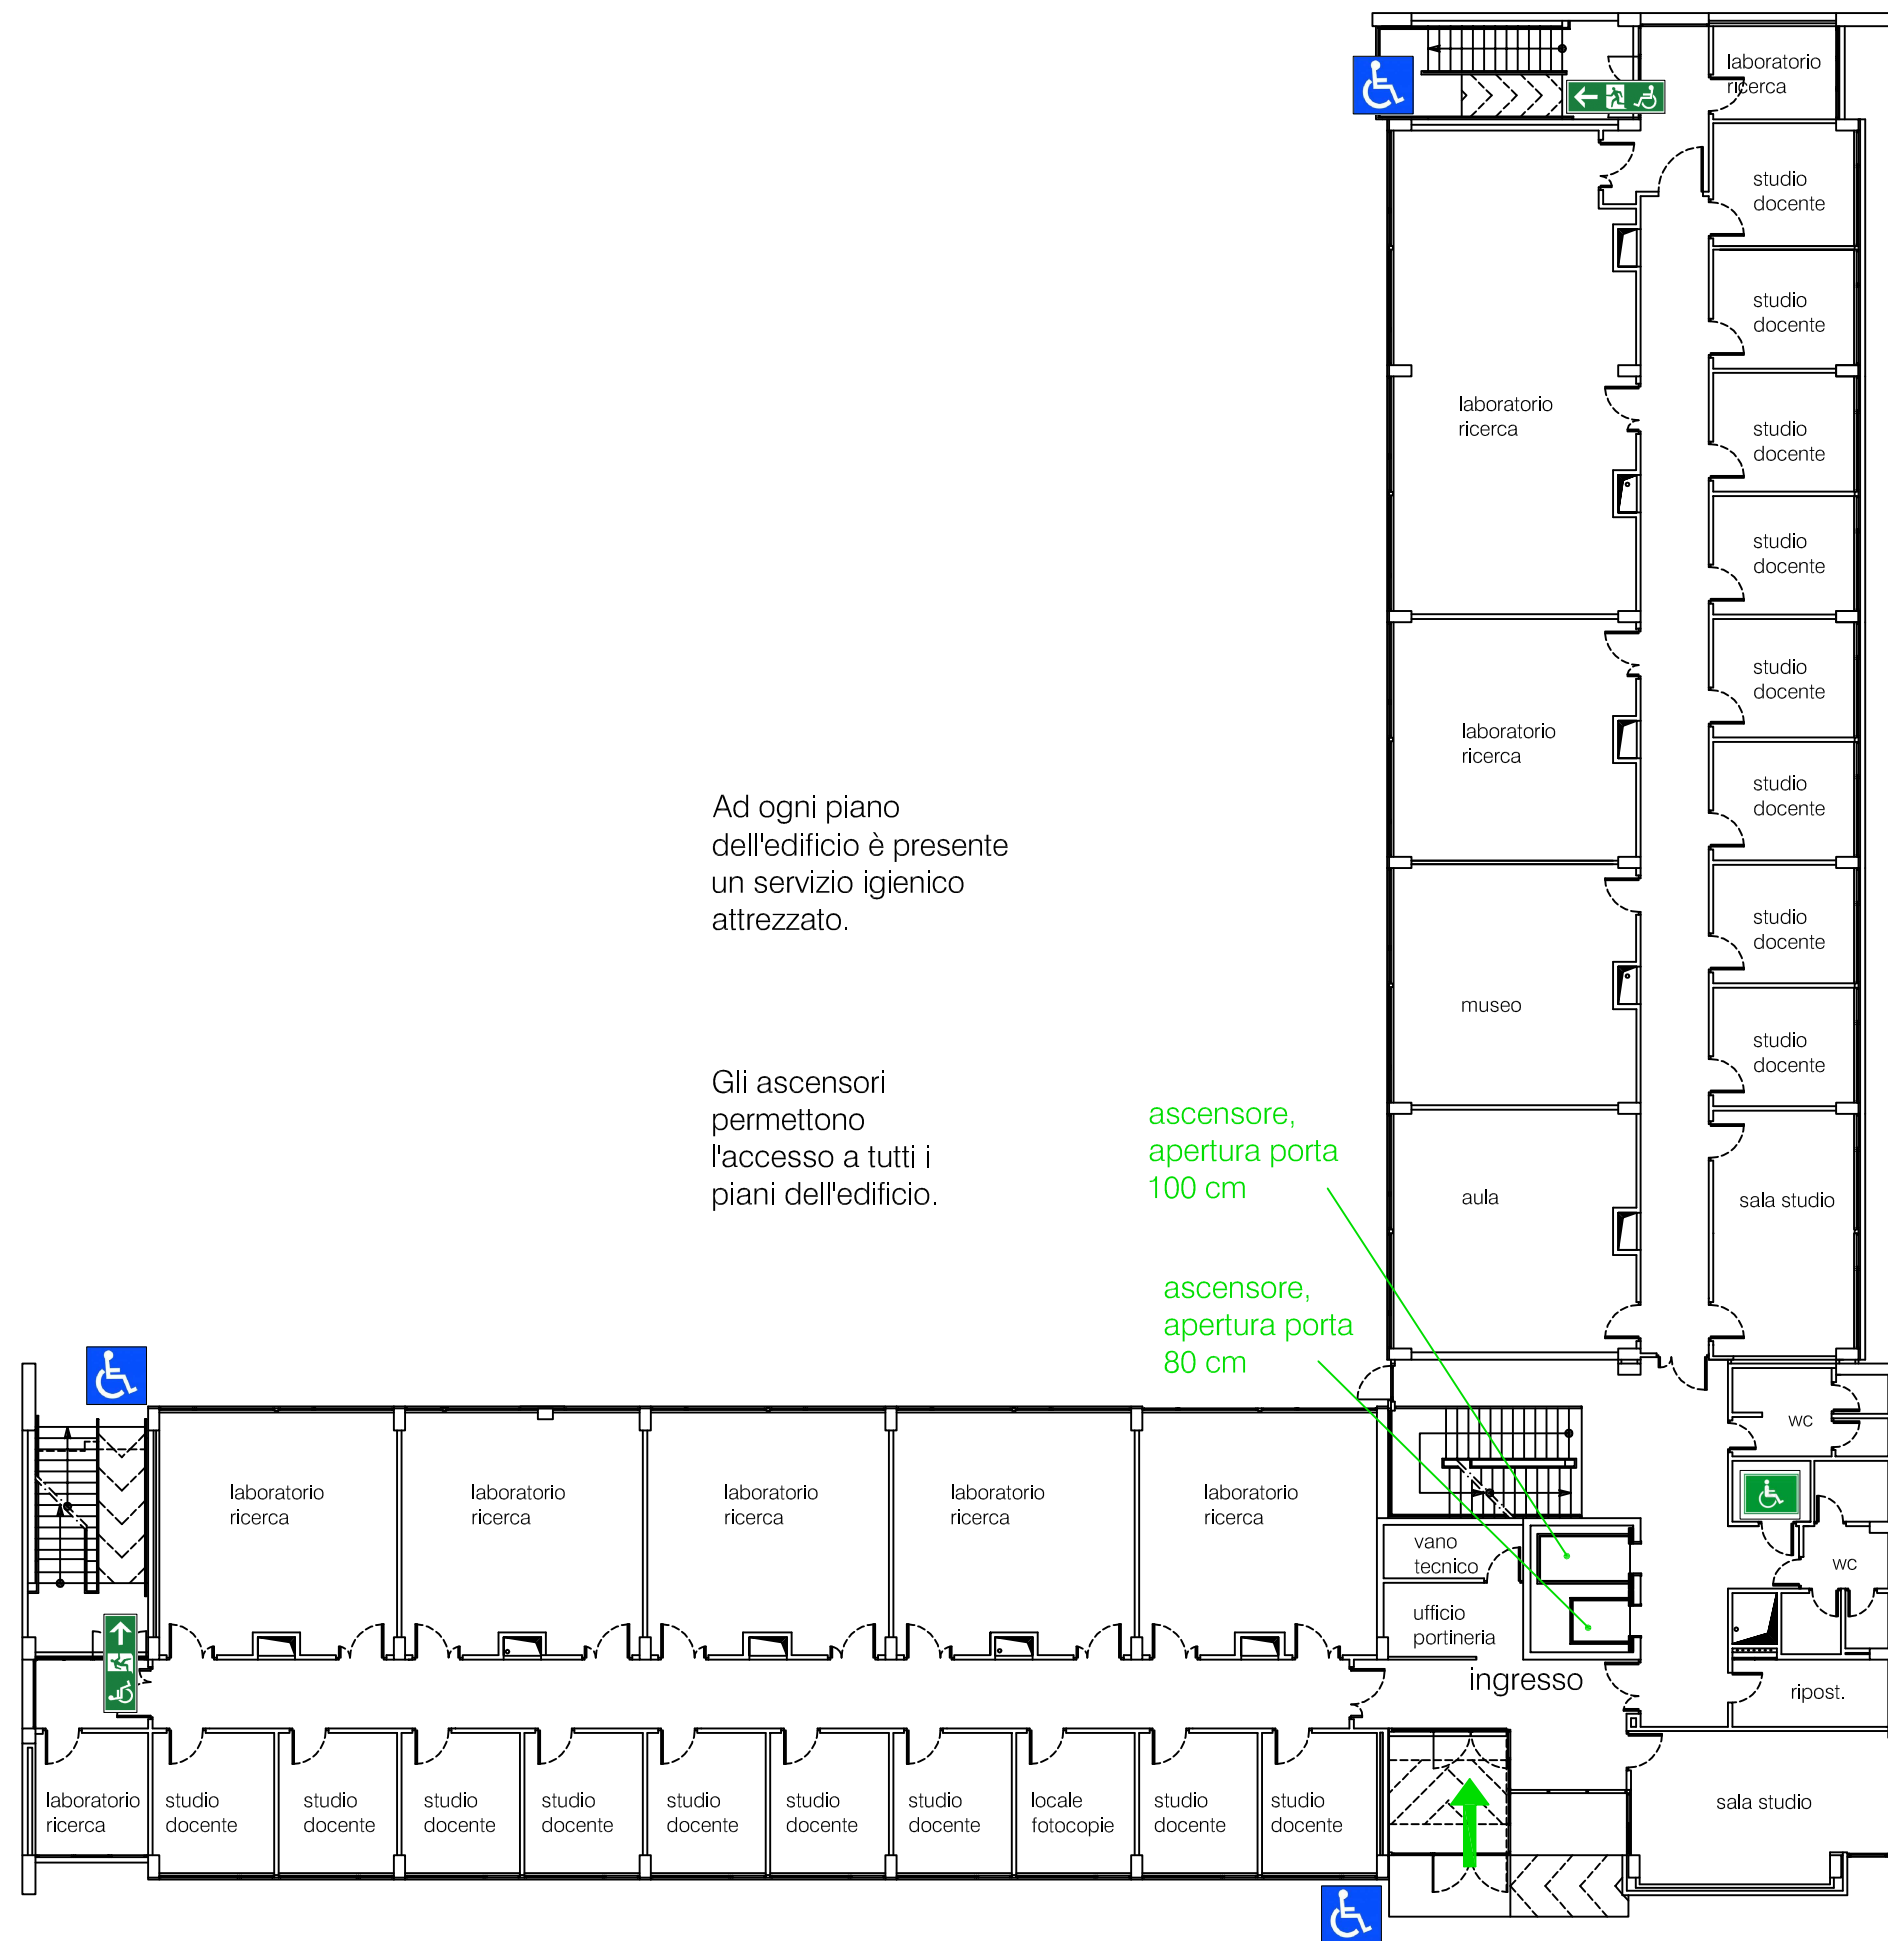 laboratorio
ricerca
studio
docente
studio
docente
laboratorio
ricerca
studio
docente
studio
docente
studio
docente
laboratorio
ricerca
studio
docente
Ad ogni piano
dell'edificio è presente
un servizio igienico
attrezzato.
studio
docente
museo
studio
docente
Gli ascensori
permettono
l'accesso a tutti i
piani dell'edificio.
ascensore,
apertura porta
100 cm
aula
sala studio
ascensore,
apertura porta
80 cm
wc
laboratorio
ricerca
laboratorio
ricerca
laboratorio
ricerca
laboratorio
ricerca
laboratorio
ricerca
vano
tecnico
wc
ufficio
portineria
ingresso
ripost.
laboratorio
ricerca
studio
docente
studio
docente
studio
docente
studio
docente
studio
docente
studio
docente
studio
docente
locale
fotocopie
studio
docente
studio
docente
sala studio